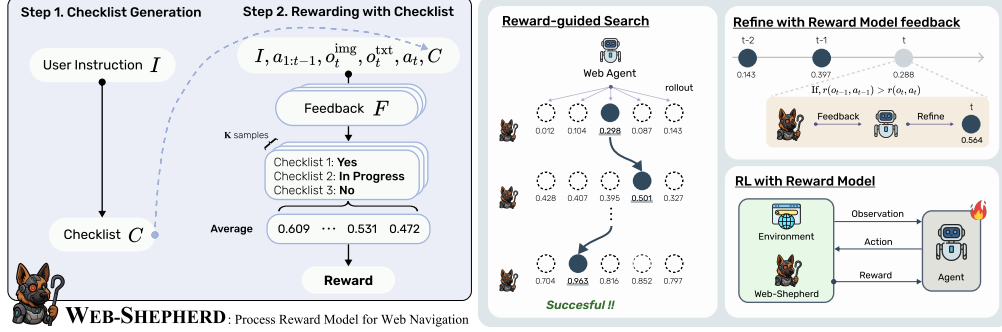 Step 1. Checklist Generation
User Instruction I
Checklist C
Step 2. Rewarding with Checklist
I, a_{1:t−1}, o_t^{img}, o_t^{txt}, a_t, C
Feedback F
K samples
Checklist 1: Yes
Checklist 2: In Progress
Checklist 3: No
Average
0.609 ··· 0.531 0.472
Reward
WEB-SHEPHERD: Process Reward Model for Web Navigation
Reward-guided Search
Web Agent
rollout
0.012 0.104 0.298 0.087 0.143
0.428 0.407 0.395 0.501 0.327
0.704 0.963 0.816 0.852 0.797
Succesful !!
Refine with Reward Model feedback
t-2 t-1 t
0.143 0.397 0.288
If, r(o_{t−1}, a_{t−1}) > r(o_t, a_t)
Feedback Refine t
0.564
RL with Reward Model
Environment
Web-Shepherd
Observation
Action
Reward
Agent